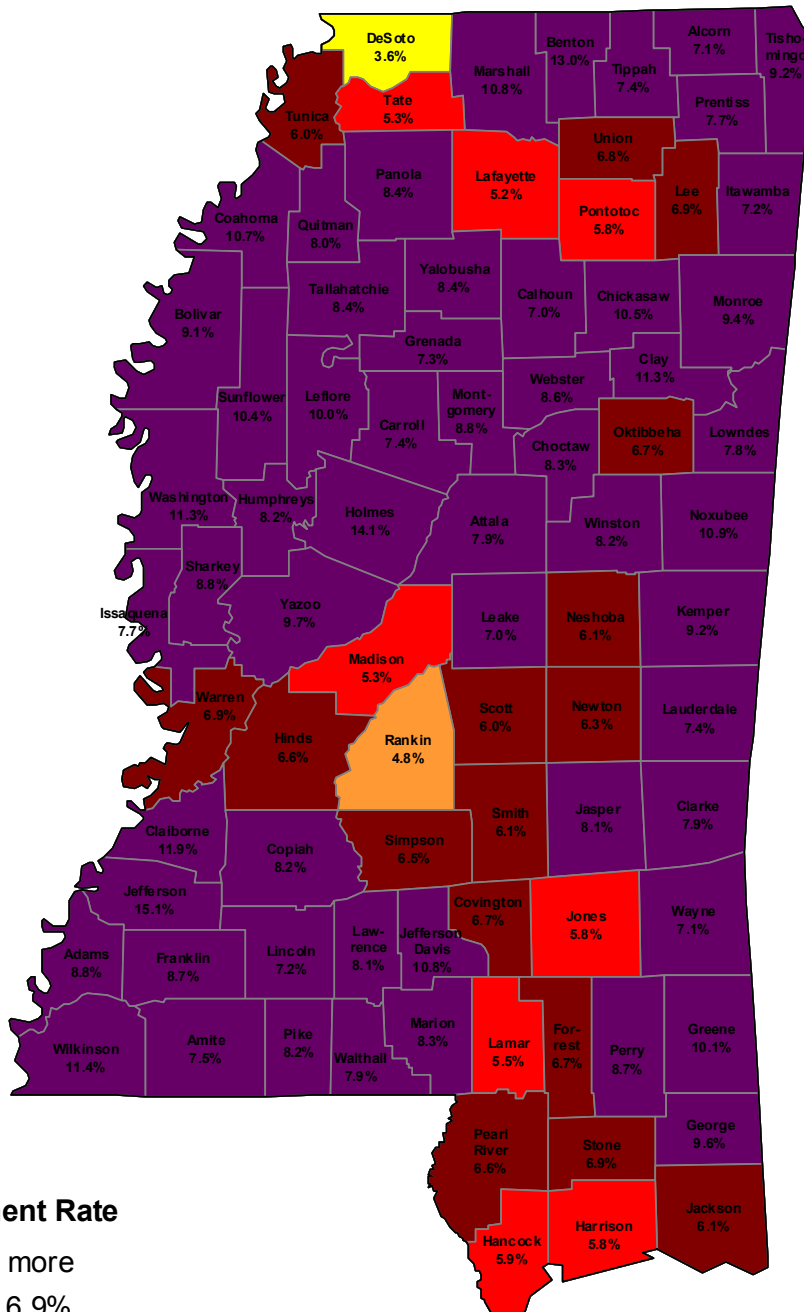 DeSoto
3.6%
Benton
13.0%
Alcorn
7.1%
Tisho
mingo
9.2%
Marshall
10.8%
Tippah
7.4%
Prentiss
7.7%
Tunica
6.0%
Tate
5.3%
Union
6.8%
Panola
8.4%
Lafayette
5.2%
Pontotoc
5.8%
Lee
6.9%
Itawamba
7.2%
Coahoma
10.7%
Quitman
8.0%
Bolivar
9.1%
Tallahatchie
8.4%
Yalobusha
8.4%
Calhoun
7.0%
Chickasaw
10.5%
Monroe
9.4%
Grenada
7.3%
Clay
11.3%
Sunflower
10.4%
Leflore
10.0%
Carroll
7.4%
Mont-
gomery
8.8%
Webster
8.6%
Choctaw
8.3%
Oktibbeha
6.7%
Lowndes
7.8%
Washington
11.3%
Humphreys
8.2%
Holmes
14.1%
Attala
7.9%
Winston
8.2%
Noxubee
10.9%
Sharkey
8.8%
Issaquena
7.7%
Yazoo
9.7%
Leake
7.0%
Neshoba
6.1%
Kemper
9.2%
Madison
5.3%
Warren
6.9%
Hinds
6.6%
Rankin
4.8%
Scott
6.0%
Newton
6.3%
Lauderdale
7.4%
Claiborne
11.9%
Copiah
8.2%
Simpson
6.5%
Smith
6.1%
Jasper
8.1%
Clarke
7.9%
Jefferson
15.1%
Covington
6.7%
Jones
5.8%
Wayne
7.1%
Adams
8.8%
Franklin
8.7%
Lincoln
7.2%
Law-
rence
8.1%
Jefferson
Davis
10.8%
Wilkinson
11.4%
Amite
7.5%
Pike
8.2%
Walthall
7.9%
Marion
8.3%
Lamar
5.5%
For-
rest
6.7%
Perry
8.7%
Greene
10.1%
Pearl
River
6.6%
Stone
6.9%
George
9.6%
Hancock
5.9%
Harrison
5.8%
Jackson
6.1%
ent Rate
more
6.9%